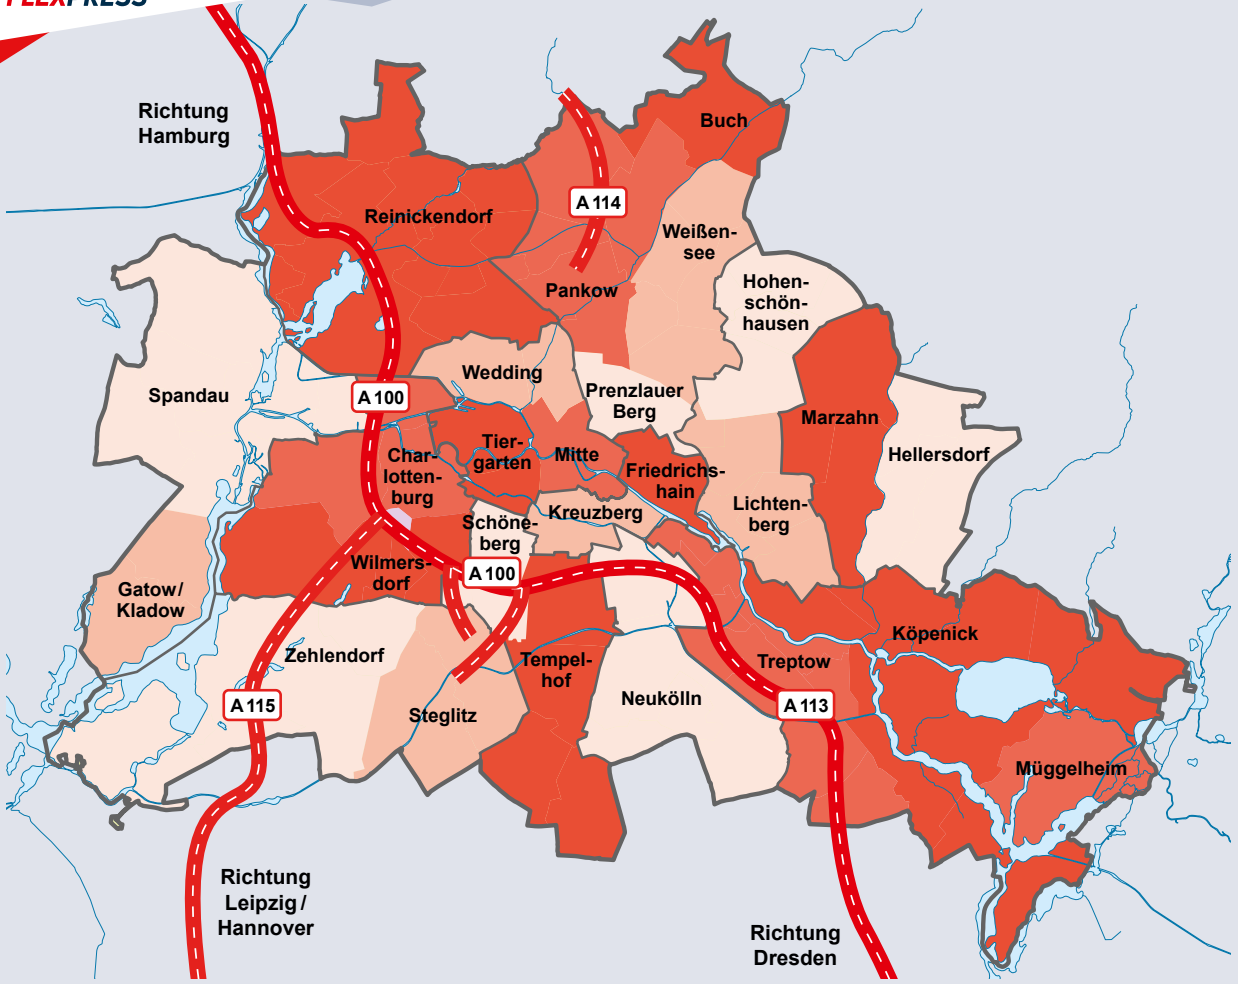 FLEXPRESS
Richtung
Hamburg
Buch
A 114
Reinickendorf
Weißen-
see
Pankow
Hohen-
schön-
hausen
Wedding
Prenzlauer
Berg
Spandau
A 100
Marzahn
Hellersdorf
Tier-
garten
Mitte
Char-
lotten-
burg
Friedrichs-
hain
Lichten-
berg
Kreuzberg
Schöne-
berg
Wilmers-
dorf
A 100
Gatow/
Kladow
Köpenick
Zehlendorf
Tempel-
hof
Treptow
Neukölln
A 115
A 113
Steglitz
Müggelheim
Richtung
Leipzig /
Hannover
Richtung
Dresden